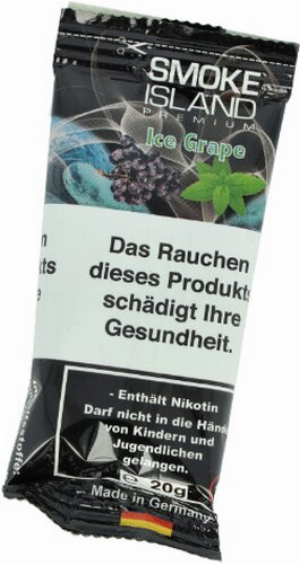 SMOKE
ISLAND
PREMIUM
Ice Grape
Das Rauchen
dieses Produkts
schädigt Ihre
Gesundheit.
kts
e
- Enthält Nikotin
Darf nicht in die Hände
von Kindern und
Jugendlichen
gelangen.
e 20g
Made in Germany